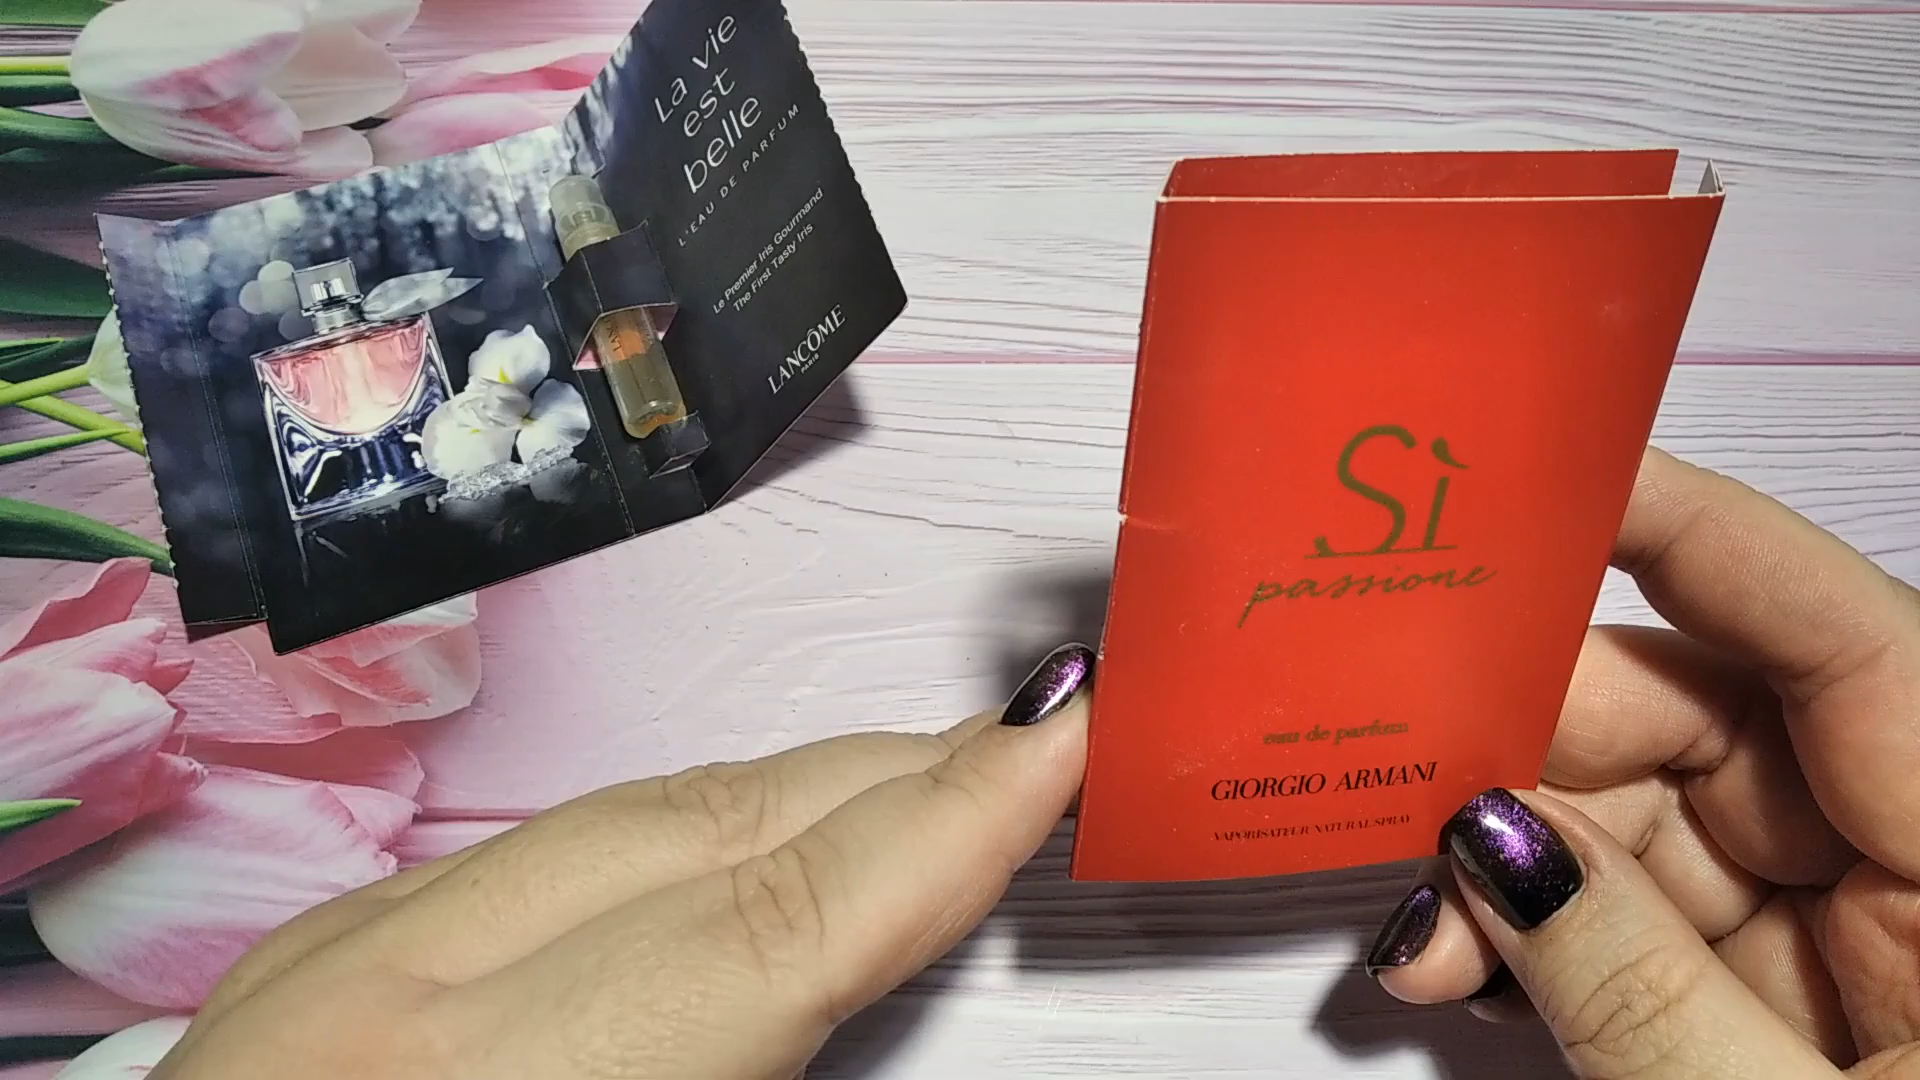 La vie
est
belle
L'EAU DE PARFUM
Le Premier Iris Gourmand
The First Tasty Iris
LANCÔME
PARIS
Sì
passione
eau de parfum
GIORGIO ARMANI
VAPORISATEUR NATURAL SPRAY